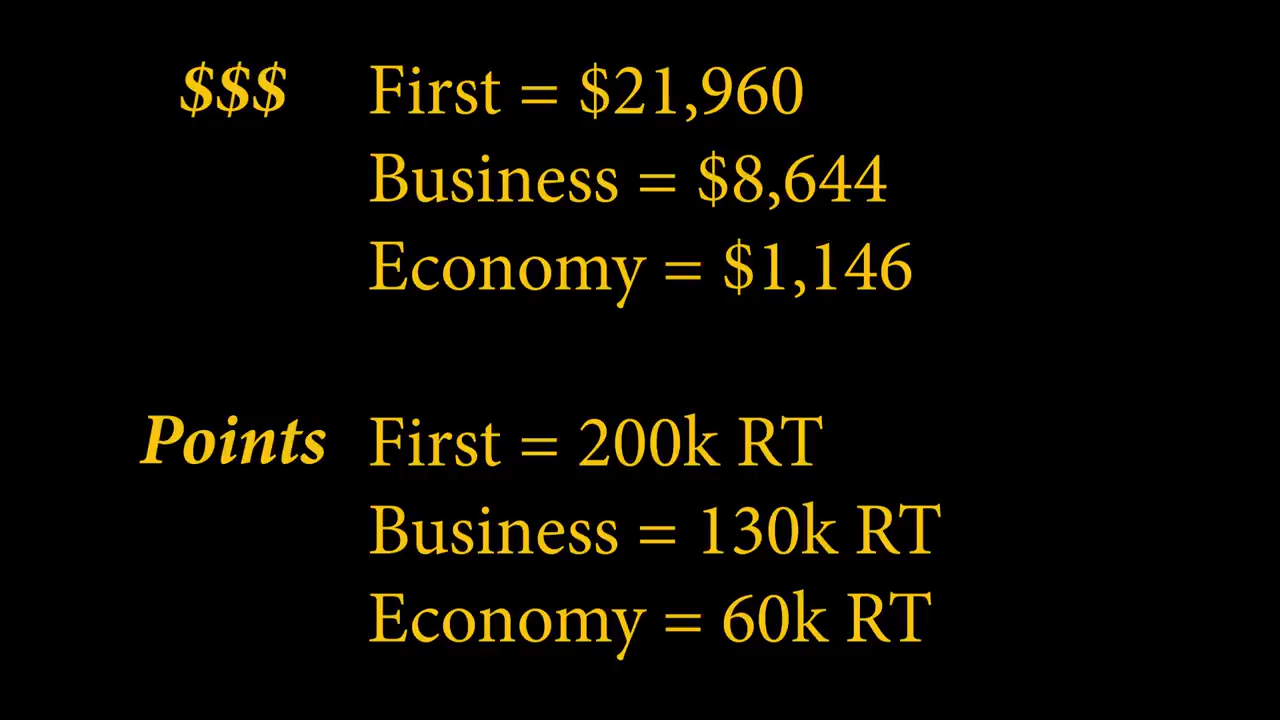 $$$ First = $21,960
Business = $8,644
Economy = $1,146
Points First = 200k RT
Business = 130k RT
Economy = 60k RT